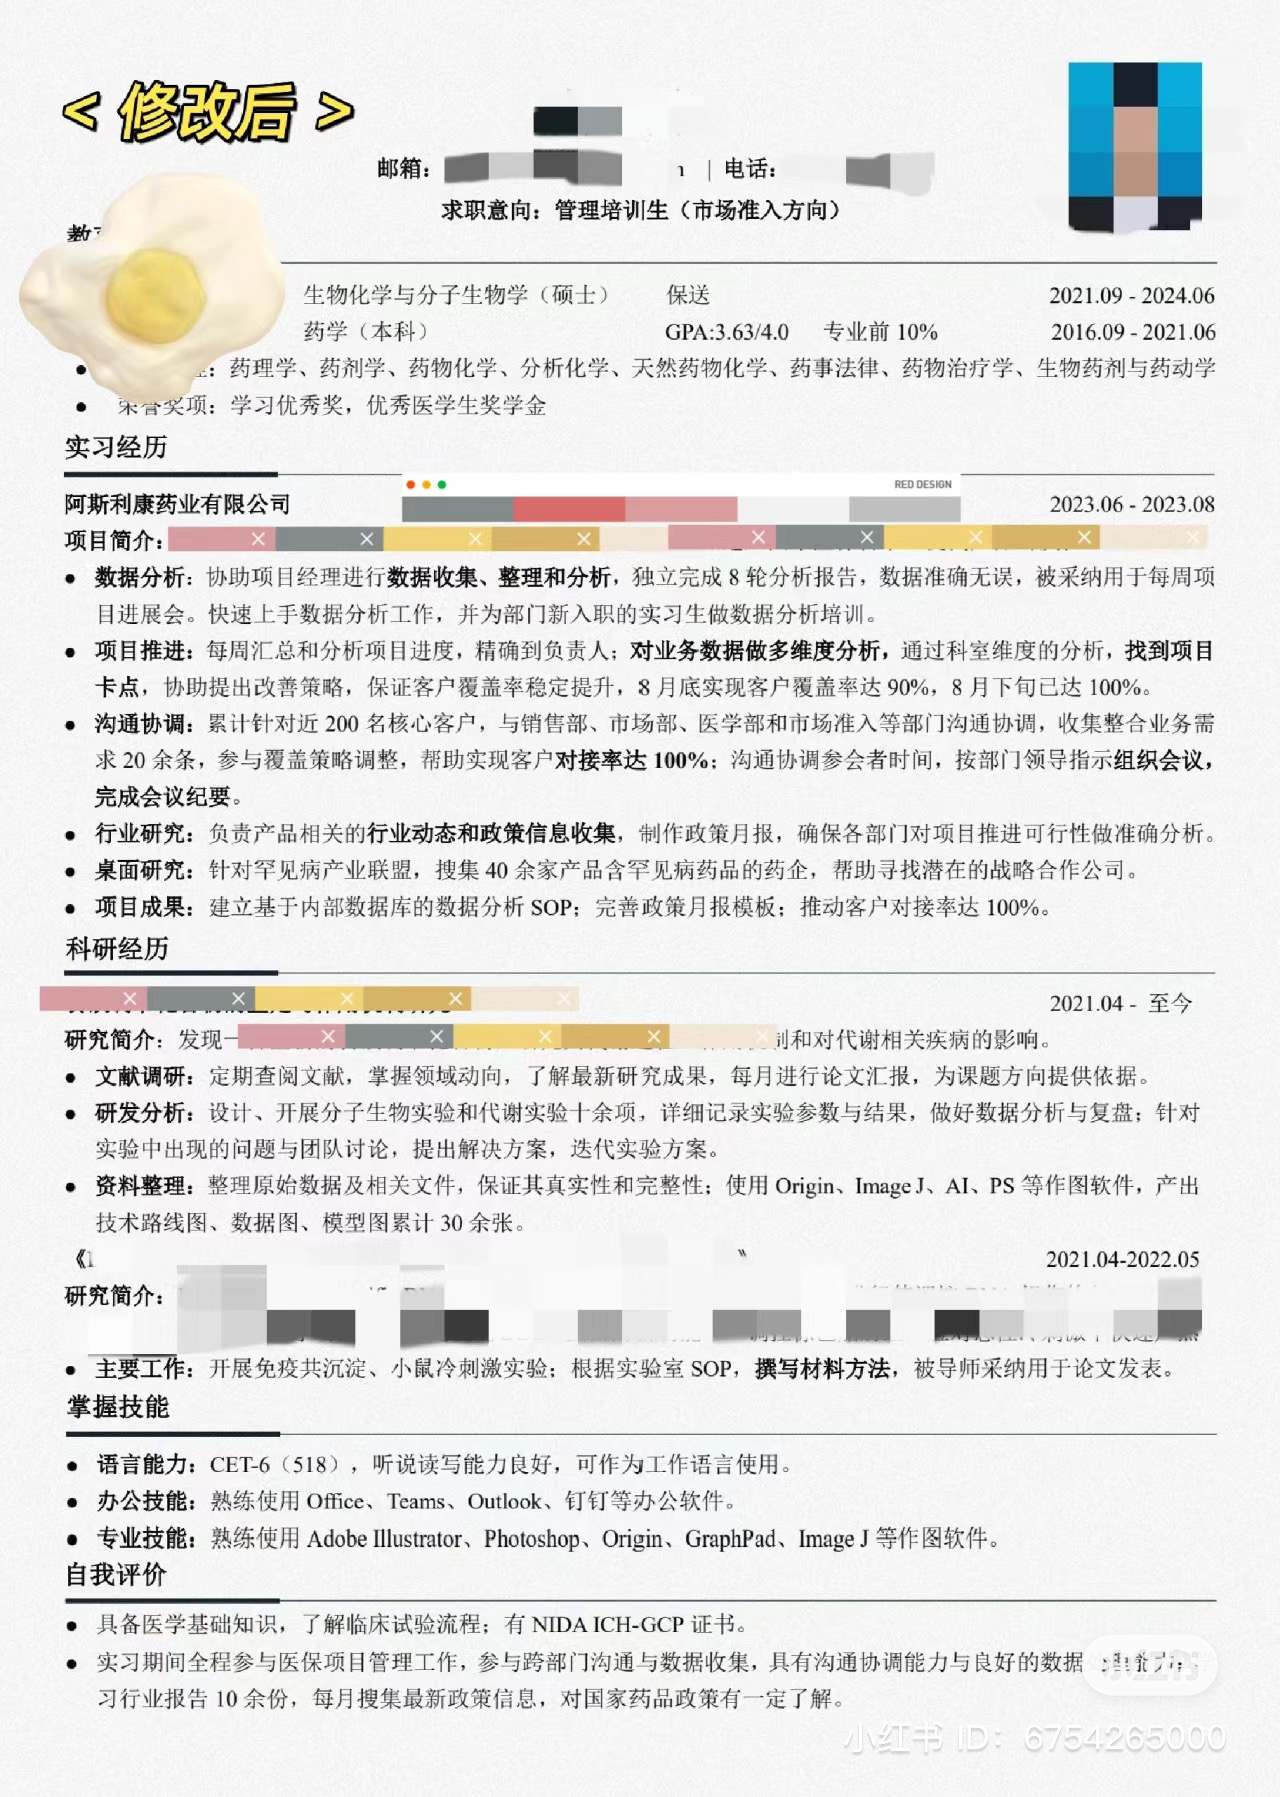 < 修改后 >
邮箱： | 电话：
求职意向：管理培训生（市场准入方向）
生物化学与分子生物学（硕士） 保送 2021.09 - 2024.06
药学（本科） GPA:3.63/4.0 专业前 10% 2016.09 - 2021.06
● ：药理学、药剂学、药物化学、分析化学、天然药物化学、药事法律、药物治疗学、生物药剂与药动学
● 荣誉奖项：学习优秀奖，优秀医学生奖学金
实习经历
RED DESIGN
阿斯利康药业有限公司 2023.06 - 2023.08
项目简介：
● 数据分析：协助项目经理进行数据收集、整理和分析，独立完成 8 轮分析报告，数据准确无误，被采纳用于每周项
目进展会。快速上手数据分析工作，并为部门新入职的实习生做数据分析培训。
● 项目推进：每周汇总和分析项目进度，精确到负责人；对业务数据做多维度分析，通过科室维度的分析，找到项目
卡点，协助提出改善策略，保证客户覆盖率稳定提升，8 月底实现客户覆盖率达 90%，8 月下旬已达 100%。
● 沟通协调：累计针对近 200 名核心客户，与销售部、市场部、医学部和市场准入等部门沟通协调，收集整合业务需
求 20 余条，参与覆盖策略调整，帮助实现客户对接率达 100%；沟通协调参会者时间，按部门领导指示组织会议，
完成会议纪要。
● 行业研究：负责产品相关的行业动态和政策信息收集，制作政策月报，确保各部门对项目推进可行性做准确分析。
● 桌面研究：针对罕见病产业联盟，搜集 40 余家产品含罕见病药品的药企，帮助寻找潜在的战略合作公司。
● 项目成果：建立基于内部数据库的数据分析 SOP；完善政策月报模板；推动客户对接率达 100%。
科研经历
2021.04 - 至今
研究简介：发现一 制和对代谢相关疾病的影响。
● 文献调研：定期查阅文献，掌握领域动向，了解最新研究成果，每月进行论文汇报，为课题方向提供依据。
● 研发分析：设计、开展分子生物实验和代谢实验十余项，详细记录实验参数与结果，做好数据分析与复盘；针对
实验中出现的问题与团队讨论，提出解决方案，迭代实验方案。
● 资料整理：整理原始数据及相关文件，保证其真实性和完整性；使用 Origin、Image J、AI、PS 等作图软件，产出
技术路线图、数据图、模型图累计 30 余张。
《 2021.04-2022.05
研究简介：
● 主要工作：开展免疫共沉淀、小鼠冷刺激实验；根据实验室 SOP，撰写材料方法，被导师采纳用于论文发表。
掌握技能
● 语言能力：CET-6（518），听说读写能力良好，可作为工作语言使用。
● 办公技能：熟练使用 Office、Teams、Outlook、钉钉等办公软件。
● 专业技能：熟练使用 Adobe Illustrator、Photoshop、Origin、GraphPad、Image J 等作图软件。
自我评价
● 具备医学基础知识，了解临床试验流程；有 NIDA ICH-GCP 证书。
● 实习期间全程参与医保项目管理工作，参与跨部门沟通与数据收集，具有沟通协调能力与良好的数据
习行业报告 10 余份，每月搜集最新政策信息，对国家药品政策有一定了解。
小红书
小红书 ID：6754265000